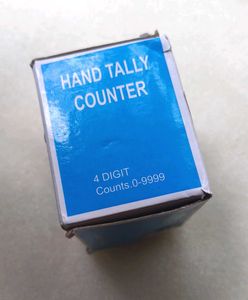 HAND TALLY
COUNTER
4 DIGIT
Counts.0-9999